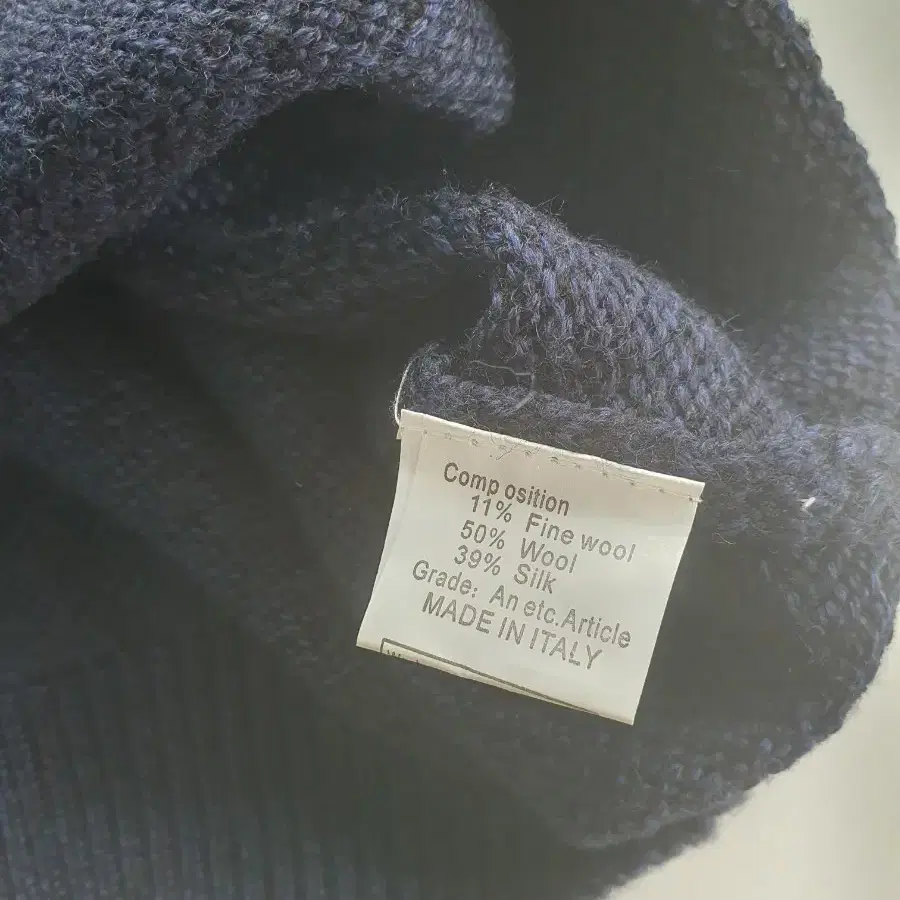 Comp osition
11% Fine wool
50% Wool
39% Silk
Grade: An etc.Article
MADE IN ITALY